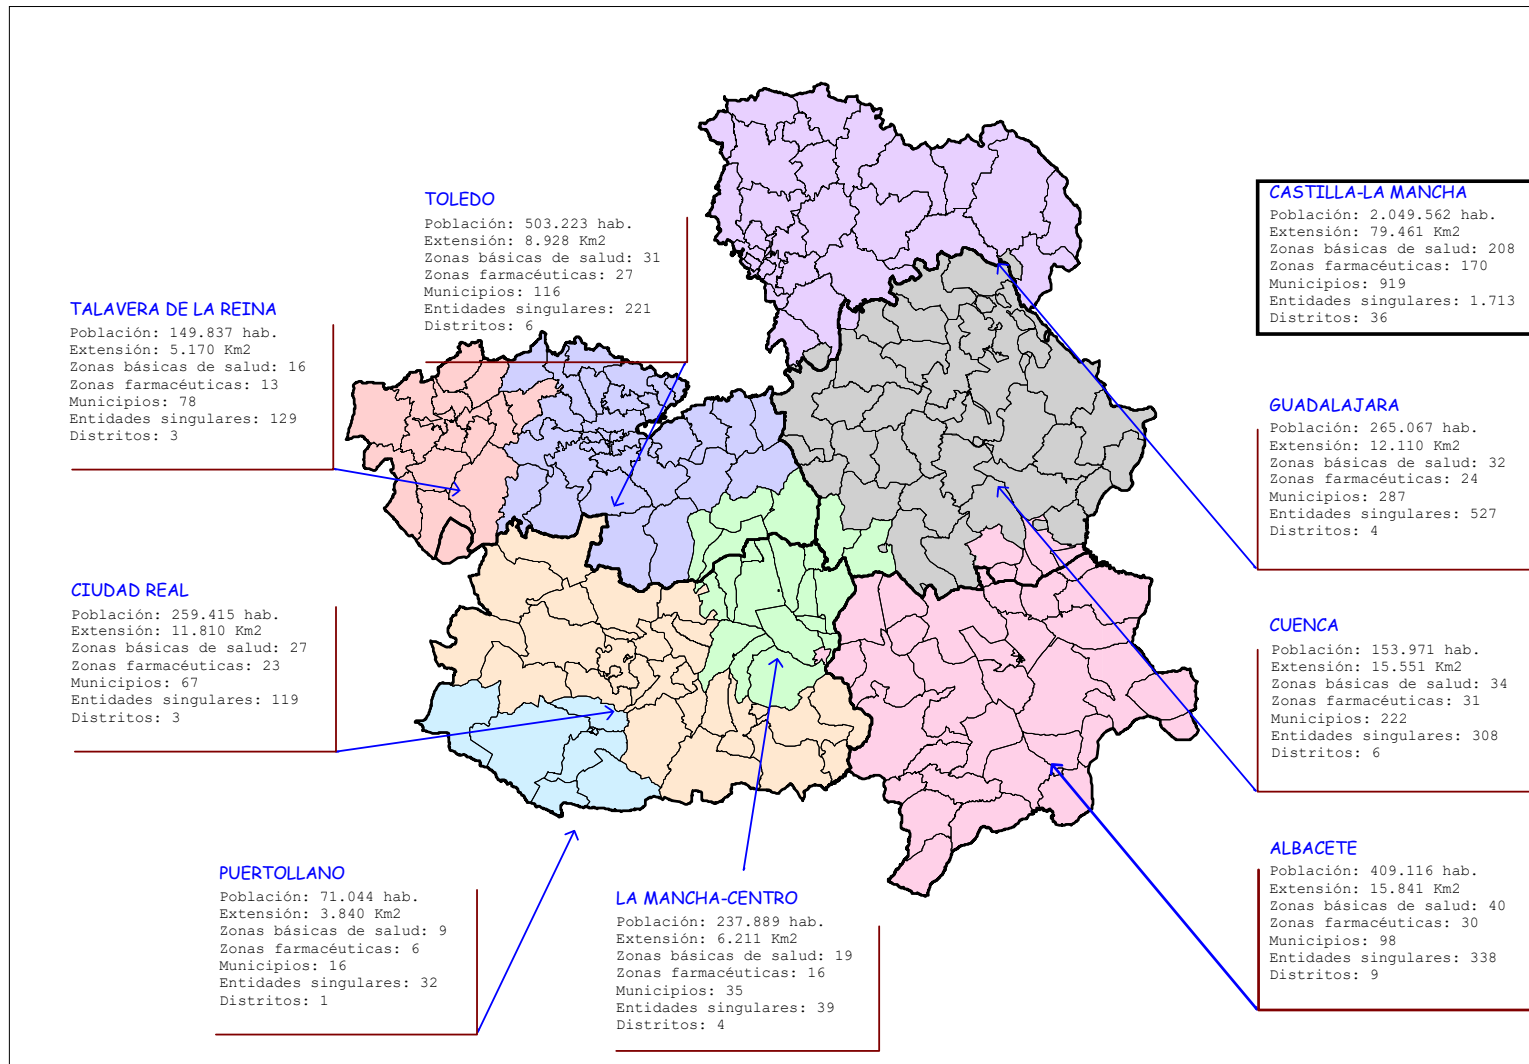 TOLEDO
Población: 503.223 hab.
Extensión: 8.928 Km2
Zonas básicas de salud: 31
Zonas farmacéuticas: 27
Municipios: 116
Entidades singulares: 221
Distritos: 6
CASTILLA-LA MANCHA
Población: 2.049.562 hab.
Extensión: 79.461 Km2
Zonas básicas de salud: 208
Zonas farmacéuticas: 170
Municipios: 919
Entidades singulares: 1.713
Distritos: 36
TALAVERA DE LA REINA
Población: 149.837 hab.
Extensión: 5.170 Km2
Zonas básicas de salud: 16
Zonas farmacéuticas: 13
Municipios: 78
Entidades singulares: 129
Distritos: 3
GUADALAJARA
Población: 265.067 hab.
Extensión: 12.110 Km2
Zonas básicas de salud: 32
Zonas farmacéuticas: 24
Municipios: 287
Entidades singulares: 527
Distritos: 4
CIUDAD REAL
Población: 259.415 hab.
Extensión: 11.810 Km2
Zonas básicas de salud: 27
Zonas farmacéuticas: 23
Municipios: 67
Entidades singulares: 119
Distritos: 3
CUENCA
Población: 153.971 hab.
Extensión: 15.551 Km2
Zonas básicas de salud: 34
Zonas farmacéuticas: 31
Municipios: 222
Entidades singulares: 308
Distritos: 6
PUERTOLLANO
Población: 71.044 hab.
Extensión: 3.840 Km2
Zonas básicas de salud: 9
Zonas farmacéuticas: 6
Municipios: 16
Entidades singulares: 32
Distritos: 1
LA MANCHA-CENTRO
Población: 237.889 hab.
Extensión: 6.211 Km2
Zonas básicas de salud: 19
Zonas farmacéuticas: 16
Municipios: 35
Entidades singulares: 39
Distritos: 4
ALBACETE
Población: 409.116 hab.
Extensión: 15.841 Km2
Zonas básicas de salud: 40
Zonas farmacéuticas: 30
Municipios: 98
Entidades singulares: 338
Distritos: 9